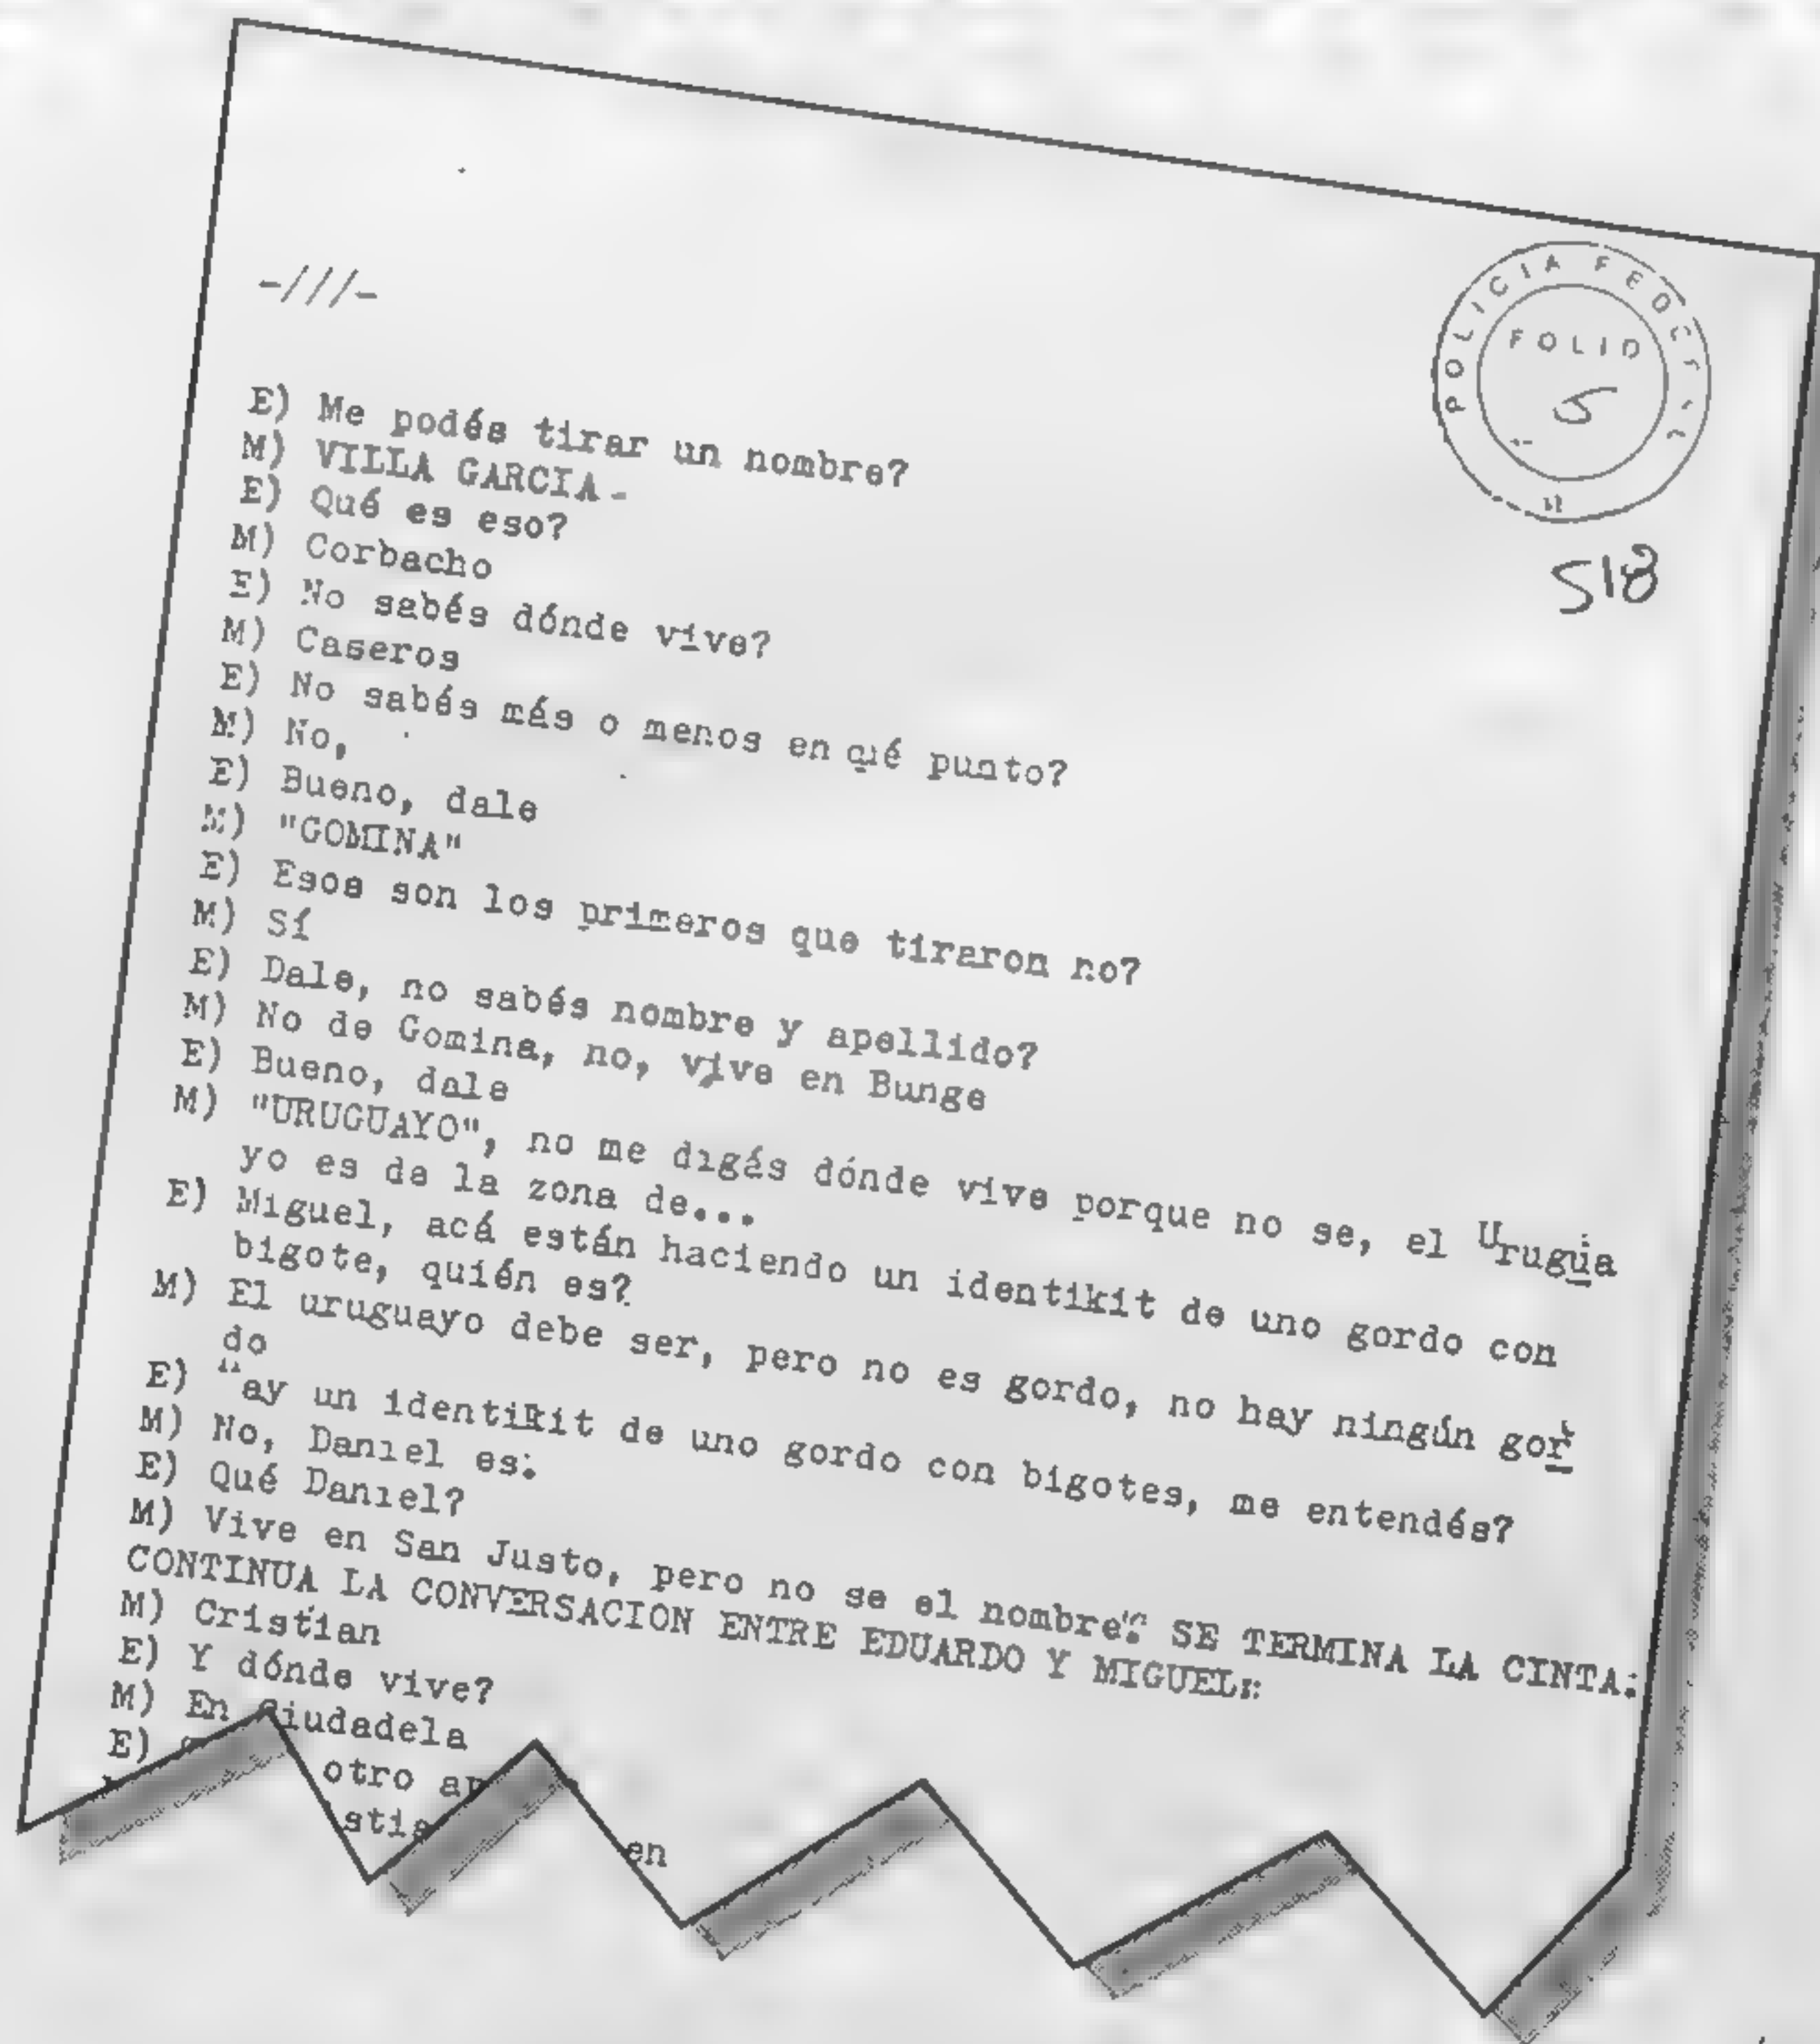 -///-
POLICIA FEDERAL
FOLIO
5
518
E) Me podés tirar un nombre?
M) VILLA GARCIA-
E) Qué es eso?
M) Corbacho
E) No sabés dónde vive?
M) Caseros
E) No sabés más o menos en qué punto?
M) No,
E) Bueno, dale
M) "GOMINA"
E) Esos son los primeros que tiraron no?
M) Sí
E) Dale, no sabés nombre y apellido?
M) No de Gomina, no, vive en Bunge
E) Bueno, dale
M) "URUGUAYO", no me digás dónde vive porque no se, el Urugua
yo es de la zona de...
E) Miguel, acá están haciendo un identikit de uno gordo con
bigote, quién es?
M) El uruguayo debe ser, pero no es gordo, no hay ningún gor
do
E) ay un identikit de uno gordo con bigotes, me entendés?
M) No, Daniel es.
E) Qué Daniel?
M) Vive en San Justo, pero no se el nombre". SE TERMINA LA CINTA:
CONTINUA LA CONVERSACION ENTRE EDUARDO Y MIGUEL:
M) Cristian
E) Y dónde vive?
M) En Ciudadela
E) otro
en